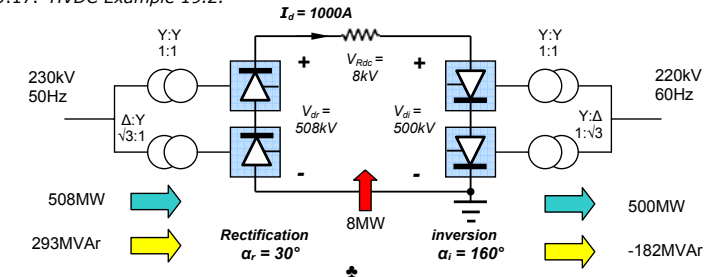 HVDC Example 19.2.
I_d = 1000A
Y:Y
1:1
V_Rdc =
8kV
Y:Y
1:1
230kV
50Hz
220kV
60Hz
+
+
Δ:Y
√3:1
V_dr =
508kV
V_di =
500kV
Y:Δ
1:√3
-
-
508MW
8MW
500MW
293MVAr
-182MVAr
Rectification
α_r = 30°
inversion
α_i = 160°
♣